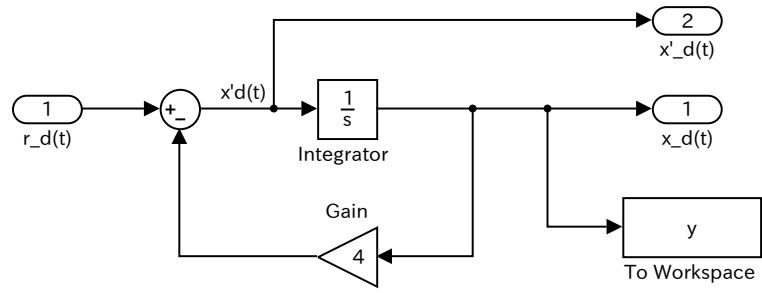 2
x'_d(t)
x'd(t)
1
r_d(t)
+
−
1
s
Integrator
1
x_d(t)
Gain
4
y
To Workspace